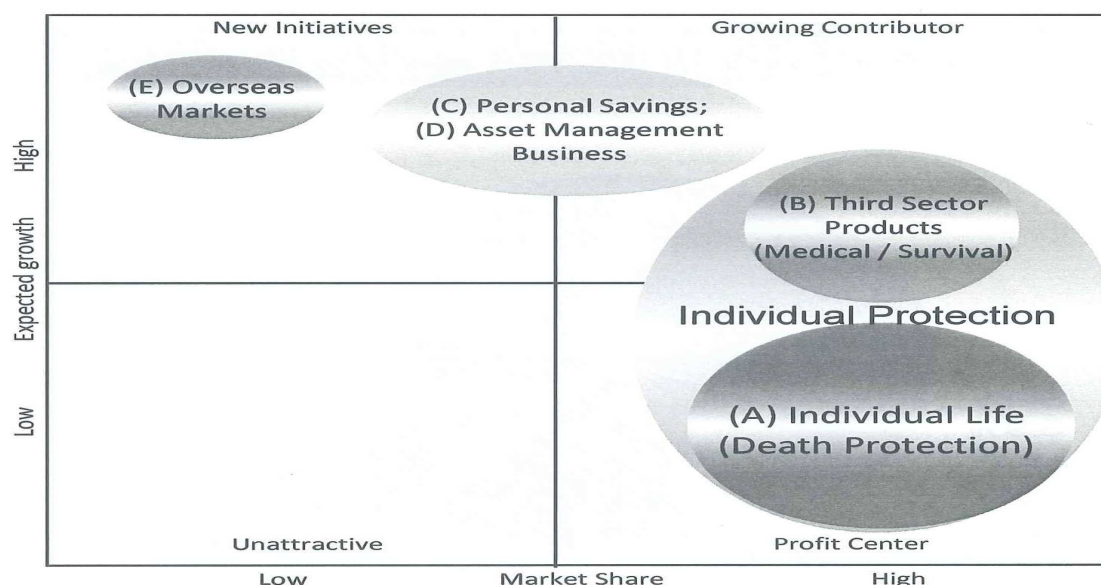 New Initiatives
Growing Contributor
(E) Overseas
Markets
(C) Personal Savings;
(D) Asset Management
Business
High
(B) Third Sector
Products
(Medical / Survival)
Expected growth
Individual Protection
Low
(A) Individual Life
(Death Protection)
Unattractive
Profit Center
Low
Market Share
High